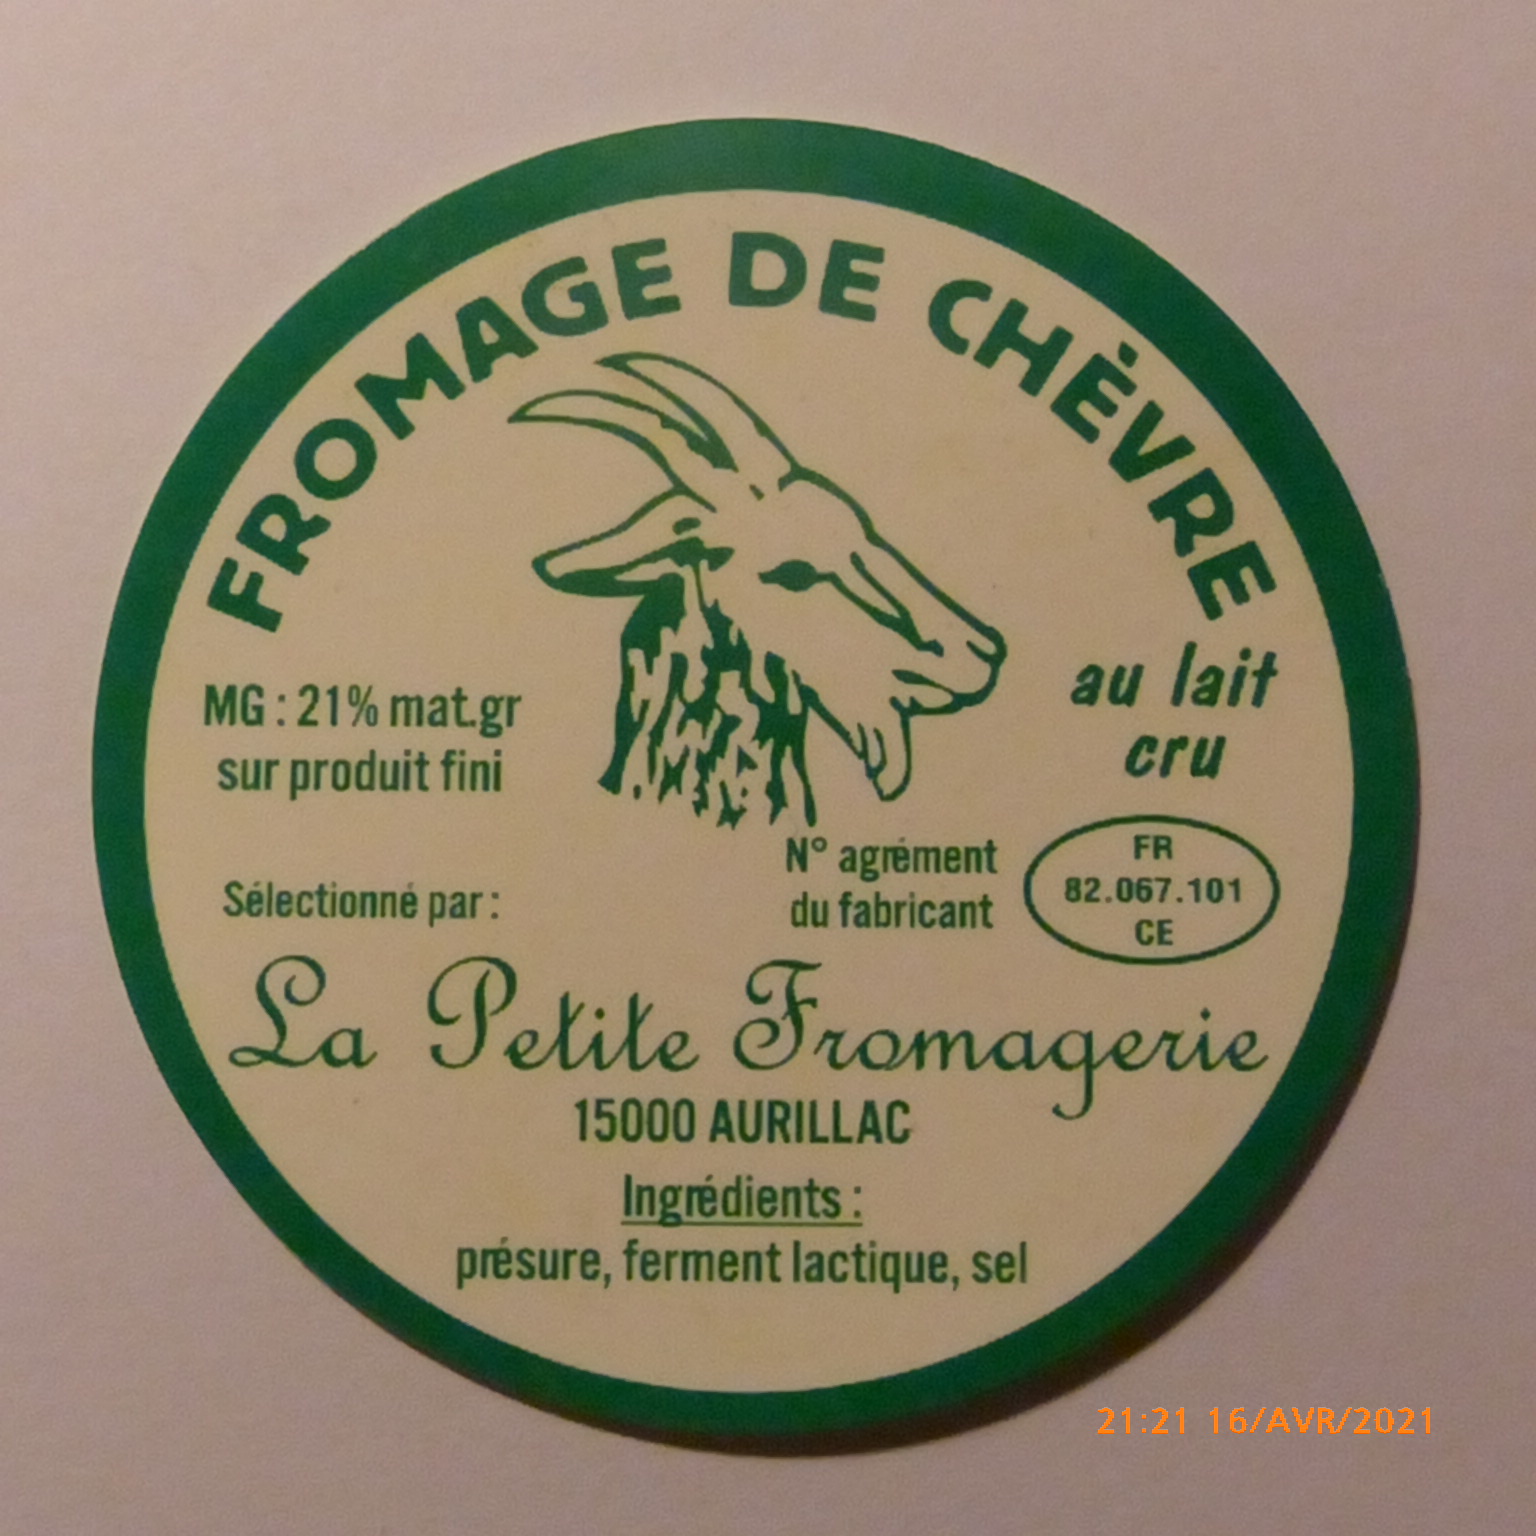 FROMAGE DE CHÈVRE
au lait
cru
MG : 21% mat.gr
sur produit fini
N° agrément
du fabricant
FR
82.067.101
CE
Sélectionné par :
La Petite Fromagerie
15000 AURILLAC
Ingrédients :
présure, ferment lactique, sel
21:21 16/AVR/2021